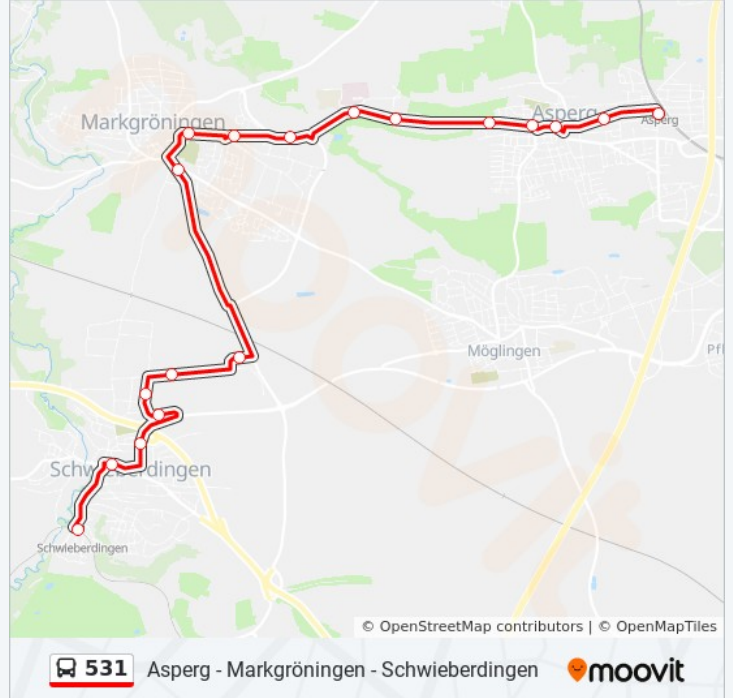 Markgröningen
Asperg
Asperg
Möglingen
Pfl
Schwieberdingen
Schwieberdingen
© OpenStreetMap contributors | © OpenMapTiles
531 Asperg - Markgröningen - Schwieberdingen moovit